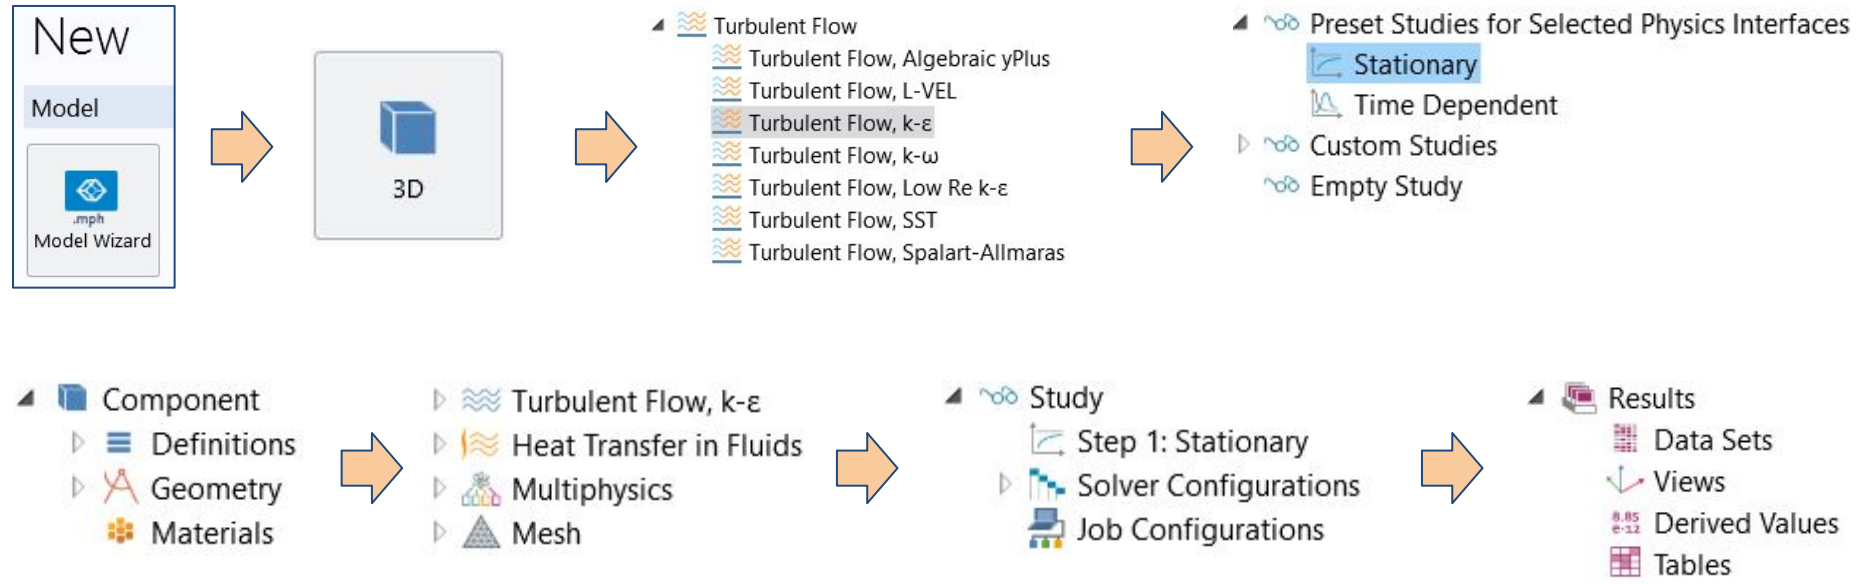 New
Model
.mph
Model Wizard
3D
Turbulent Flow
Turbulent Flow, Algebraic yPlus
Turbulent Flow, L-VEL
Turbulent Flow, k-ε
Turbulent Flow, k-ω
Turbulent Flow, Low Re k-ε
Turbulent Flow, SST
Turbulent Flow, Spalart-Allmaras
Preset Studies for Selected Physics Interfaces
Stationary
Time Dependent
Custom Studies
Empty Study
Component
Definitions
Geometry
Materials
Turbulent Flow, k-ε
Heat Transfer in Fluids
Multiphysics
Mesh
Study
Step 1: Stationary
Solver Configurations
Job Configurations
Results
Data Sets
Views
8.85
e-12
Derived Values
Tables